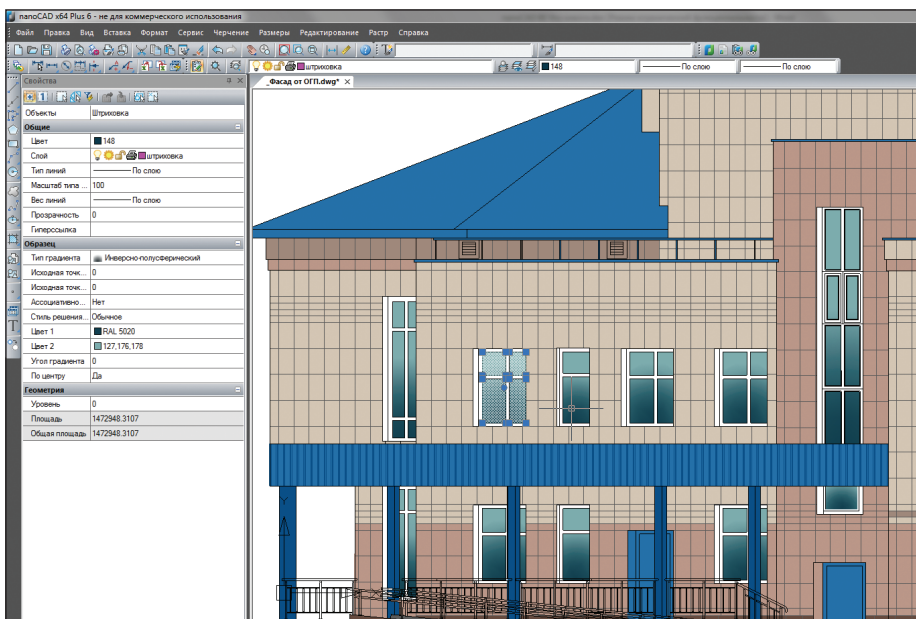 nanoCAD x64 Plus 6 - не для коммерческого использования
Файл Правка Вид Вставка Формат Сервис Черчение Размеры Редактирование Растр Справка
штриховка 148 По слою По слою
Свойства
Фасад от ОГП.dwg*
Объекты Штриховка
Общие
Цвет 148
Слой штриховка
Тип линий По слою
Масштаб типа ... 100
Вес линий По слою
Прозрачность 0
Гиперссылка
Образец
Тип градиента Инверсно-полусферический
Исходная точк... 0
Исходная точк... 0
Ассоциативно... Нет
Стиль решения... Обычное
Цвет 1 RAL 5020
Цвет 2 127,176,178
Угол градиента 0
По центру Да
Геометрия
Уровень 0
Площадь 1472948.3107
Общая площадь 1472948.3107
Y